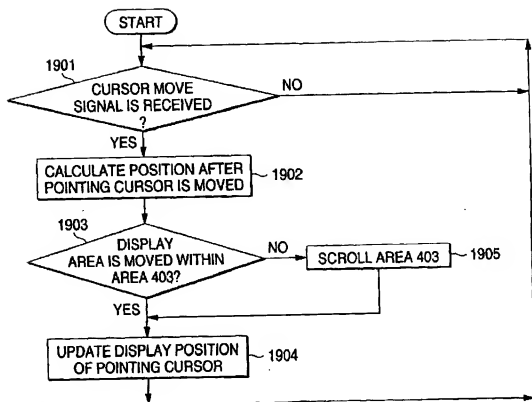 START
1901
CURSOR MOVE
SIGNAL IS RECEIVED
?
NO
YES
CALCULATE POSITION AFTER
POINTING CURSOR IS MOVED
1902
1903
DISPLAY
AREA IS MOVED WITHIN
AREA 403?
NO
SCROLL AREA 403
1905
YES
UPDATE DISPLAY POSITION
OF POINTING CURSOR
1904